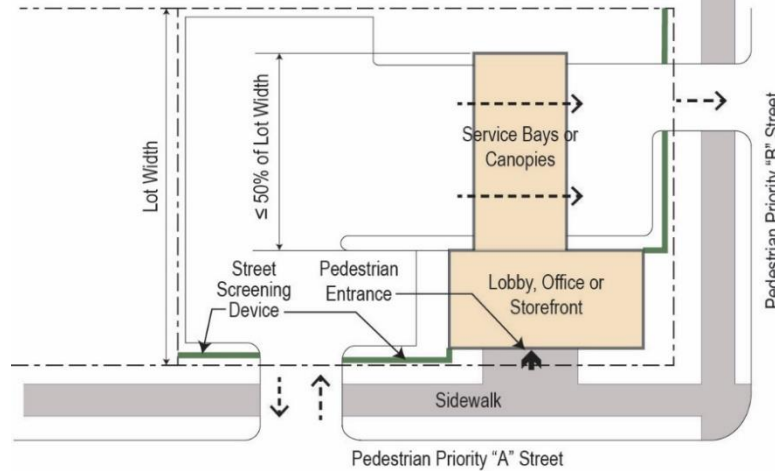 Lot Width
≤ 50% of Lot Width
Service Bays or
Canopies
Pedestrian Priority “B” Street
Street
Screening
Device
Pedestrian
Entrance
Lobby, Office or
Storefront
Sidewalk
Pedestrian Priority “A” Street